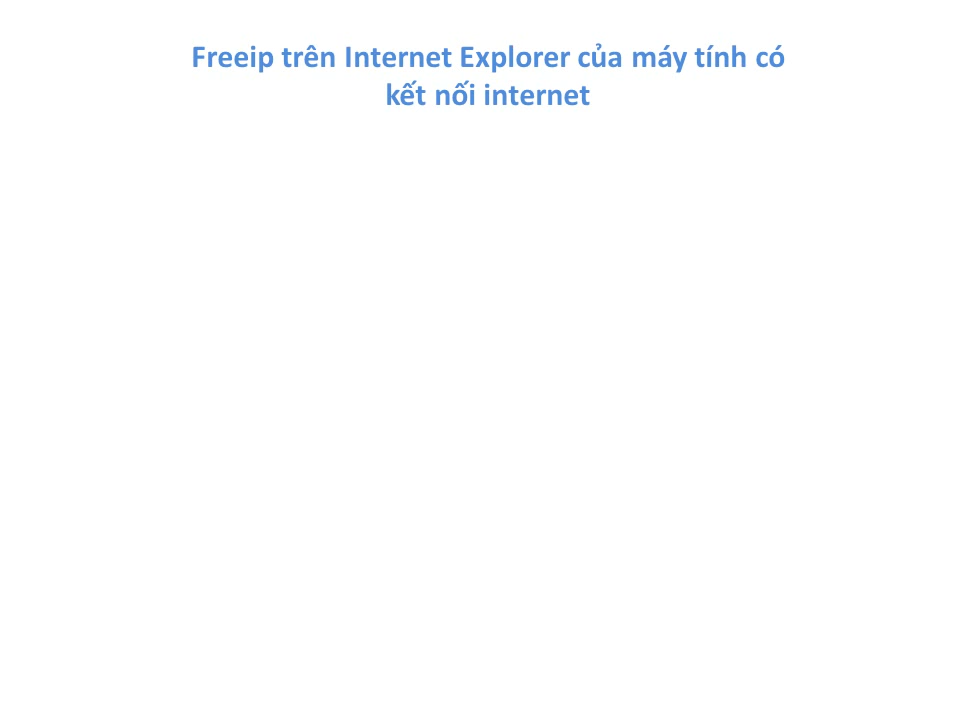 Freeip trên Internet Explorer của máy tính có
kết nối internet